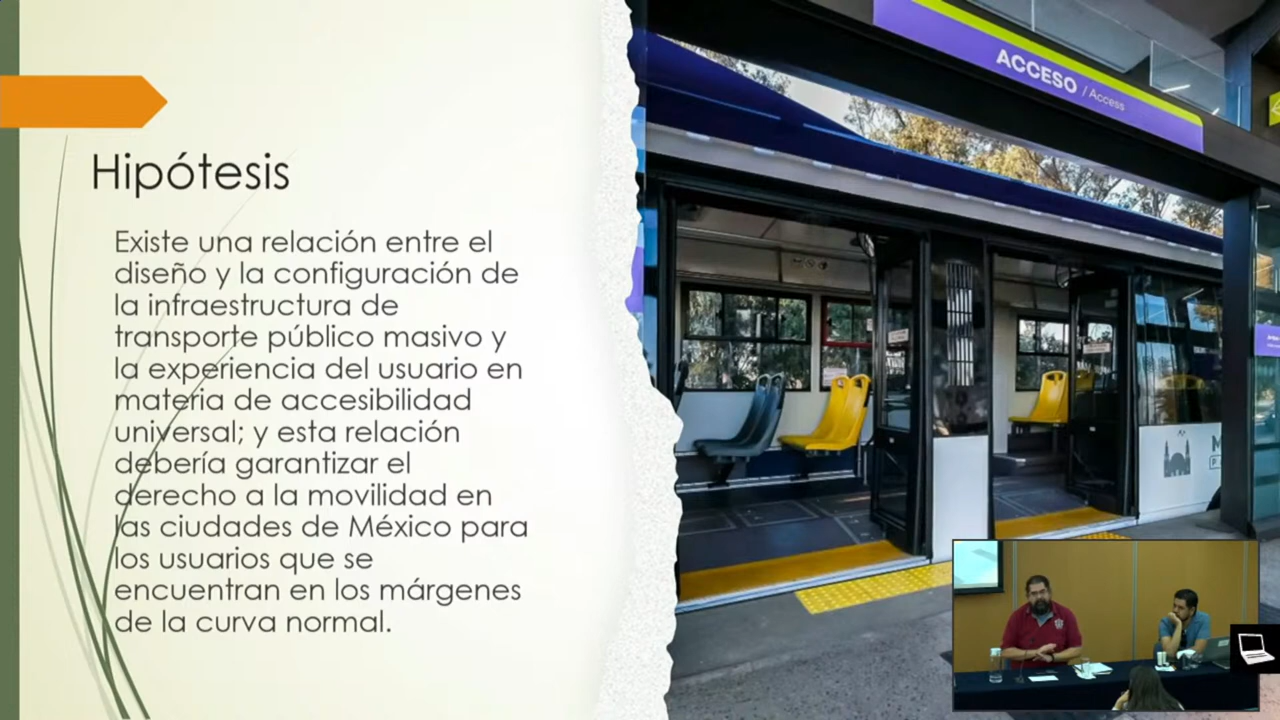 Hipótesis
Existe una relación entre el
diseño y la configuración de
la infraestructura de
transporte público masivo y
la experiencia del usuario en
materia de accesibilidad
universal; y esta relación
debería garantizar el
derecho a la movilidad en
las ciudades de México para
los usuarios que se
encuentran en los márgenes
de la curva normal.
ACCESO / Access